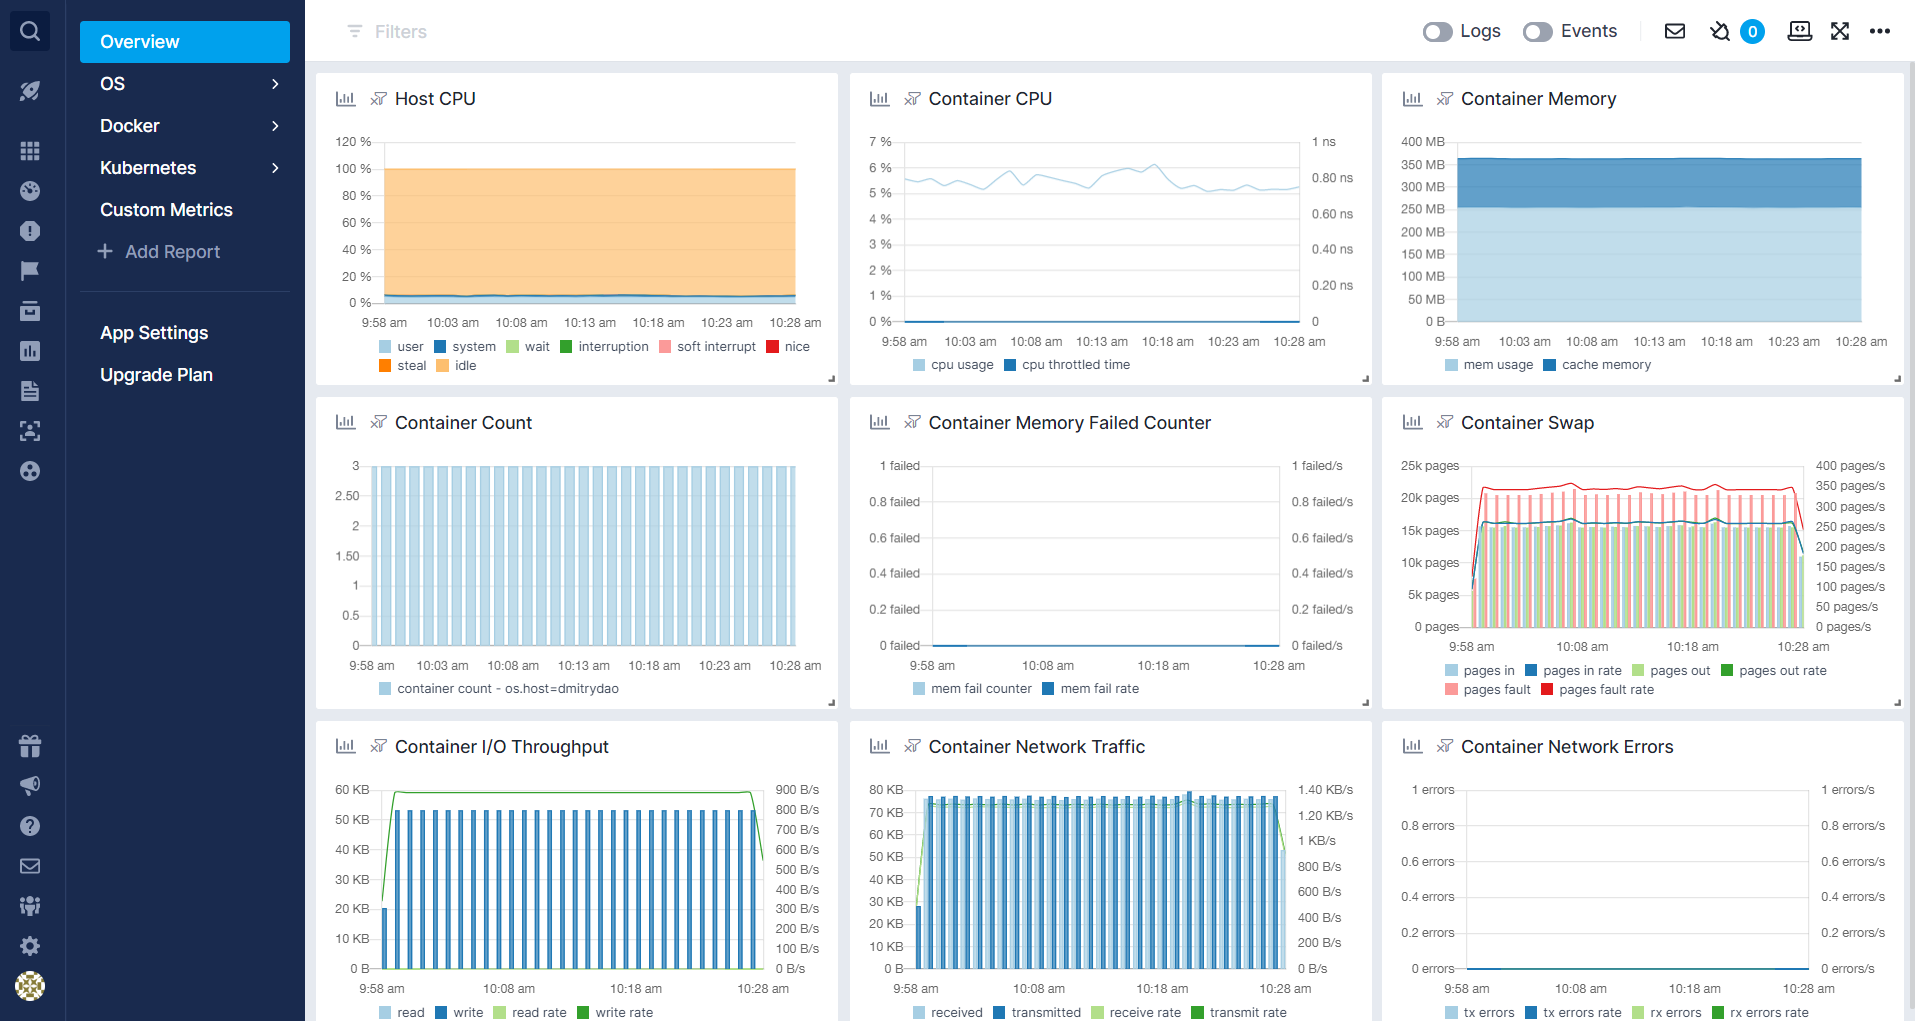 Overview
OS
Docker
Kubernetes
Custom Metrics
Add Report
App Settings
Upgrade Plan
Filters
Logs
Events
0
Host CPU
120 %
100 %
80 %
60 %
40 %
20 %
0 %
9:58 am 10:03 am 10:08 am 10:13 am 10:18 am 10:23 am 10:28 am
user system wait interruption soft interrupt nice
steal idle
Container CPU
7 % 1 ns
6 %
0.80 ns
5 %
0.60 ns
4 %
3 % 0.40 ns
2 %
0.20 ns
1 %
0 % 0
9:58 am 10:03 am 10:08 am 10:13 am 10:18 am 10:23 am 10:28 am
cpu usage cpu throttled time
Container Memory
400 MB
350 MB
300 MB
250 MB
200 MB
150 MB
100 MB
50 MB
0 B
9:58 am 10:03 am 10:08 am 10:13 am 10:18 am 10:23 am 10:28 am
mem usage cache memory
Container Count
3
2.50
2
1.50
1
0.5
0
9:58 am 10:03 am 10:08 am 10:13 am 10:18 am 10:23 am 10:28 am
container count - os.host=dmitrydao
Container Memory Failed Counter
1 failed 1 failed/s
0.8 failed 0.8 failed/s
0.6 failed 0.6 failed/s
0.4 failed 0.4 failed/s
0.2 failed 0.2 failed/s
0 failed 0 failed/s
9:58 am 10:08 am 10:18 am 10:28 am
mem fail counter mem fail rate
Container Swap
25k pages 400 pages/s
350 pages/s
20k pages
300 pages/s
15k pages 250 pages/s
200 pages/s
10k pages 150 pages/s
100 pages/s
5k pages
50 pages/s
0 pages 0 pages/s
9:58 am 10:08 am 10:18 am 10:28 am
pages in pages in rate pages out pages out rate
pages fault pages fault rate
Container I/O Throughput
60 KB 900 B/s
800 B/s
50 KB
700 B/s
40 KB 600 B/s
500 B/s
30 KB
400 B/s
20 KB 300 B/s
200 B/s
10 KB
100 B/s
0 B 0 B/s
9:58 am 10:08 am 10:18 am 10:28 am
read write read rate write rate
Container Network Traffic
80 KB 1.40 KB/s
70 KB
1.20 KB/s
60 KB
1 KB/s
50 KB
800 B/s
40 KB
600 B/s
30 KB
400 B/s
20 KB
200 B/s
10 KB
0 B 0 B/s
9:58 am 10:08 am 10:18 am 10:28 am
received transmitted receive rate transmit rate
Container Network Errors
1 errors 1 errors/s
0.8 errors 0.8 errors/s
0.6 errors 0.6 errors/s
0.4 errors 0.4 errors/s
0.2 errors 0.2 errors/s
0 errors 0 errors/s
9:58 am 10:08 am 10:18 am 10:28 am
tx errors tx errors rate rx errors rx errors rate